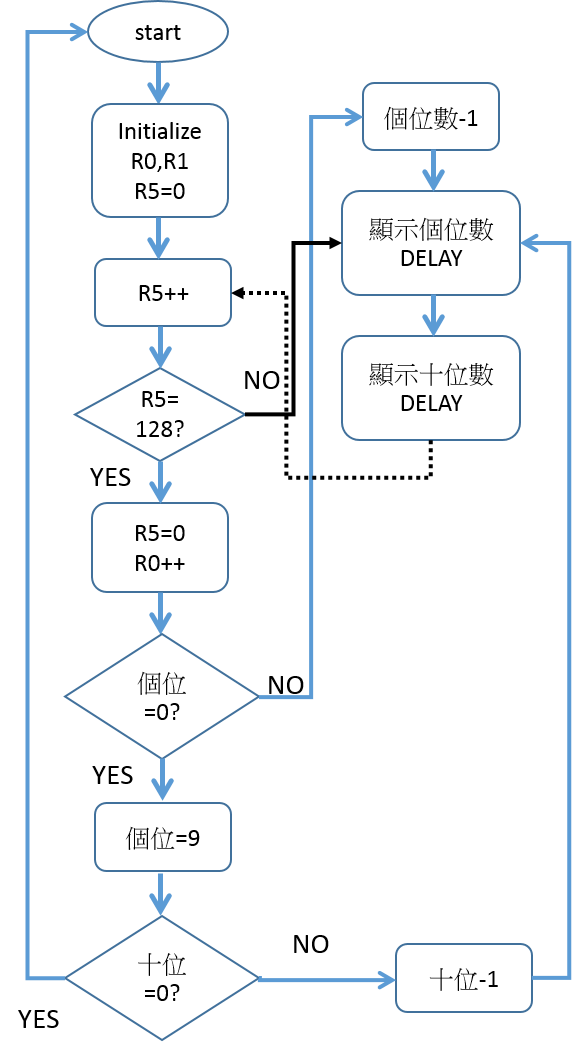 start
Initialize
R0,R1
R5=0
R5++
R5=
128?
NO
YES
R5=0
R0++
個位
=0?
NO
YES
個位=9
十位
=0?
YES
NO
十位-1
個位數-1
顯示個位數
DELAY
顯示十位數
DELAY